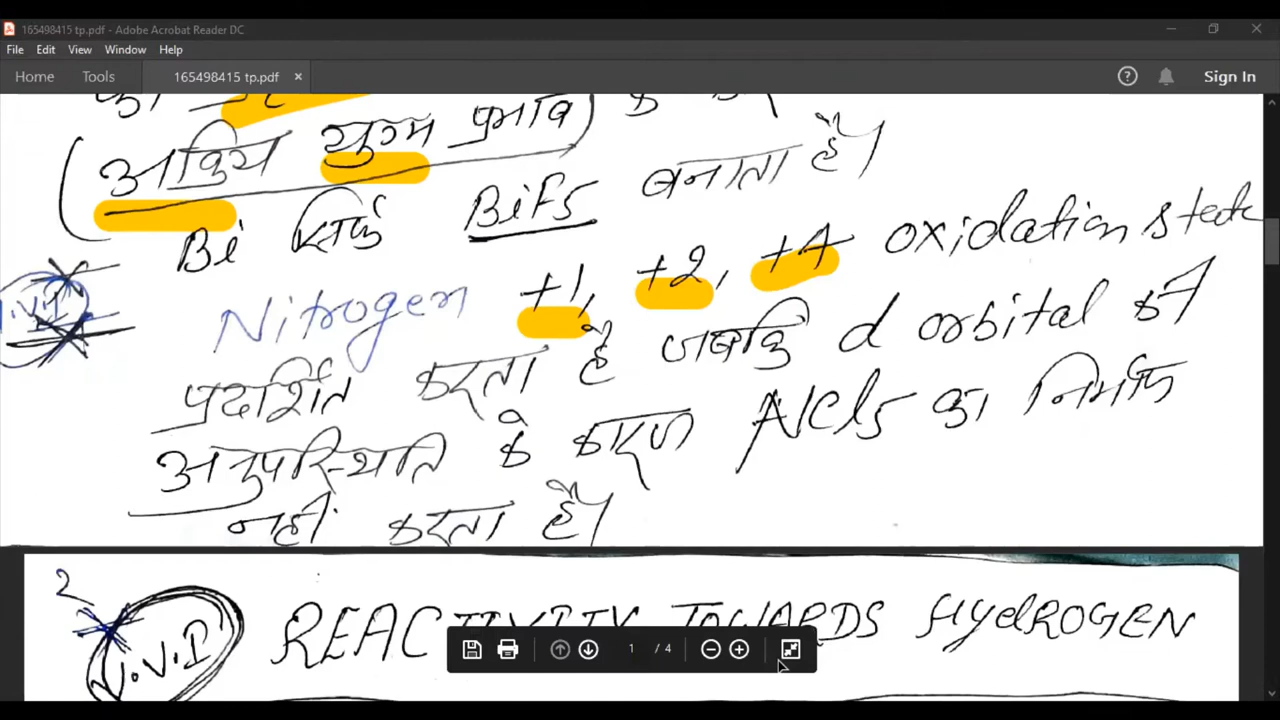 165498415 tp.pdf - Adobe Acrobat Reader DC
File Edit View Window Help
Home Tools 165498415 tp.pdf × Sign In
(अक्रिय युग्म प्रभाव) के
Bi सिर्फ BiF5 बनाता है।
V.V.I Nitrogen +1, +2, +4 oxidation state
प्रदर्शित करता है जबकि d orbital की
अनुपस्थिति के कारण NCl5 का निर्माण
नहीं करता है।
2 V.V.I REACTIVITY TOWARDS HydROGEN
1 / 4